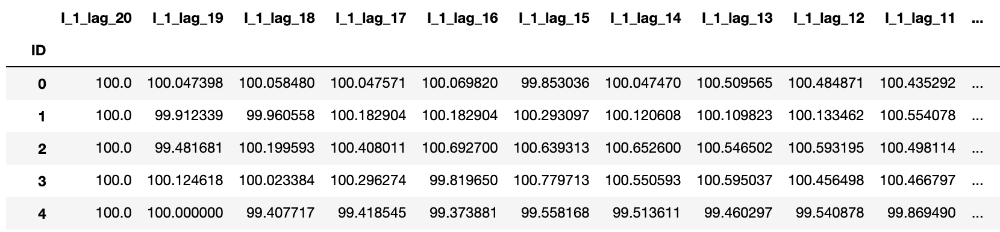 I_1_lag_20 I_1_lag_19 I_1_lag_18 I_1_lag_17 I_1_lag_16 I_1_lag_15 I_1_lag_14 I_1_lag_13 I_1_lag_12 I_1_lag_11 ...
ID
0 100.0 100.047398 100.058480 100.047571 100.069820 99.853036 100.047470 100.509565 100.484871 100.435292 ...
1 100.0 99.912339 99.960558 100.182904 100.182904 100.293097 100.120608 100.109823 100.133462 100.554078 ...
2 100.0 99.481681 100.199593 100.408011 100.692700 100.639313 100.652600 100.546502 100.593195 100.498114 ...
3 100.0 100.124618 100.023384 100.296274 99.819650 100.779713 100.550593 100.595037 100.456498 100.466797 ...
4 100.0 100.000000 99.407717 99.418545 99.373881 99.558168 99.513611 99.460297 99.540878 99.869490 ...